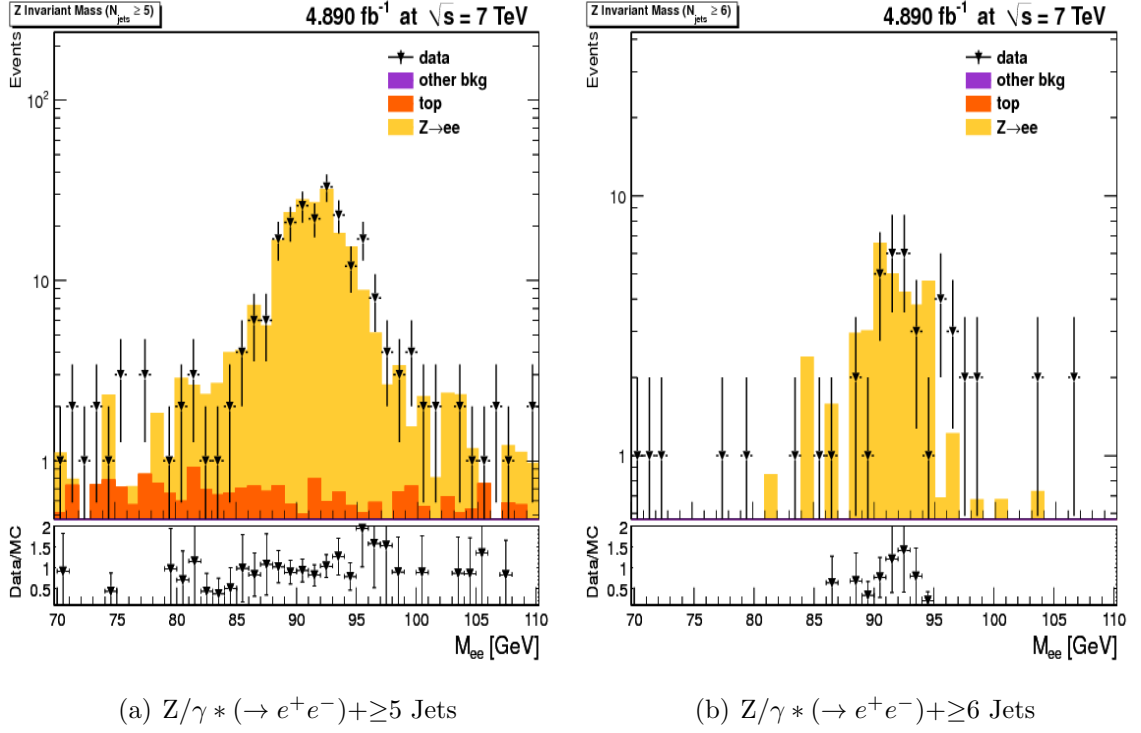 Z Invariant Mass (N_jets ≥ 5)
4.890 fb⁻¹ at √s = 7 TeV
Events
data
other bkg
top
Z→ee
10²
10
1
Data/MC
2
1.5
1
0.5
70 75 80 85 90 95 100 105 110
M_ee [GeV]
(a) Z/γ * (→ e⁺e⁻)+≥5 Jets
Z Invariant Mass (N_jets ≥ 6)
4.890 fb⁻¹ at √s = 7 TeV
Events
data
other bkg
top
Z→ee
10
1
Data/MC
2
1.5
1
0.5
70 75 80 85 90 95 100 105 110
M_ee [GeV]
(b) Z/γ * (→ e⁺e⁻)+≥6 Jets